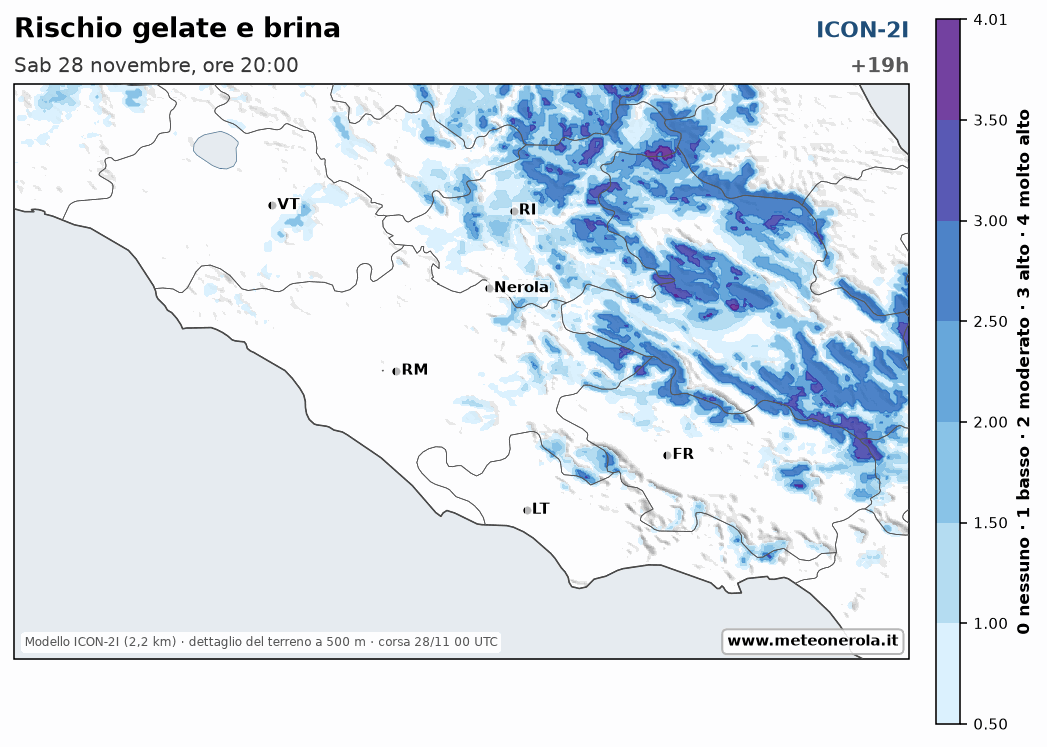 Rischio gelate e brina
ICON-2I
Sab 28 novembre, ore 20:00
+19h
VT
RI
Nerola
RM
FR
LT
Modello ICON-2I (2,2 km) · dettaglio del terreno a 500 m · corsa 28/11 00 UTC
www.meteonerola.it
4.01
3.50
3.00
2.50
2.00
1.50
1.00
0.50
0 nessuno · 1 basso · 2 moderato · 3 alto · 4 molto alto